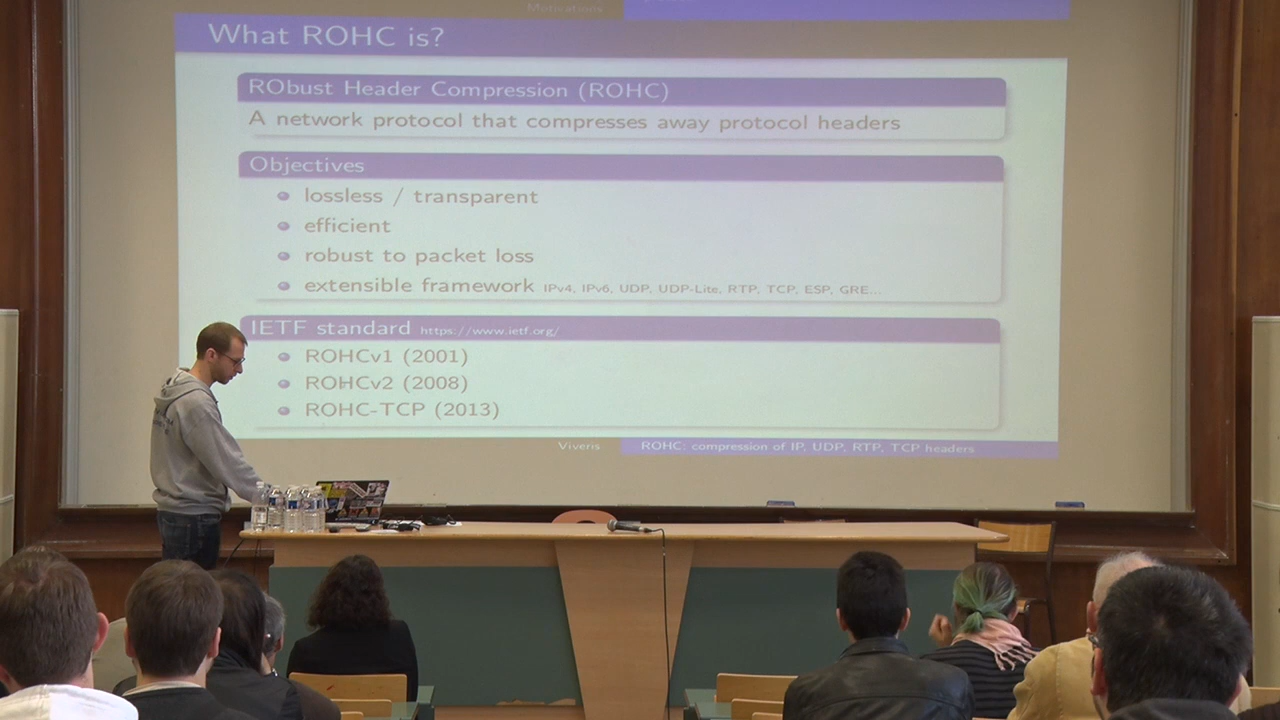 Motivations
What ROHC is?
RObust Header Compression (ROHC)
A network protocol that compresses away protocol headers
Objectives
lossless / transparent
efficient
robust to packet loss
extensible framework IPv4, IPv6, UDP, UDP-Lite, RTP, TCP, ESP, GRE...
IETF standard https://www.ietf.org/
ROHCv1 (2001)
ROHCv2 (2008)
ROHC-TCP (2013)
Viveris ROHC: compression of IP, UDP, RTP, TCP headers